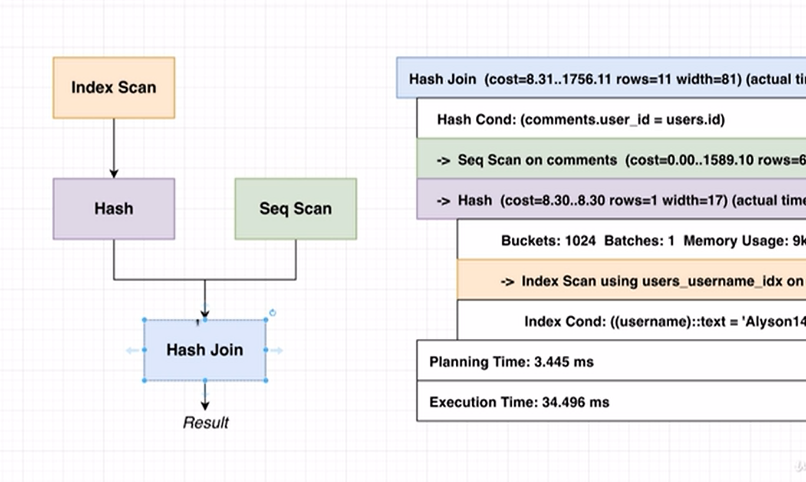 Index Scan
Hash
Seq Scan
Hash Join
Result
Hash Join (cost=8.31..1756.11 rows=11 width=81) (actual ti
Hash Cond: (comments.user_id = users.id)
-> Seq Scan on comments (cost=0.00..1589.10 rows=6
-> Hash (cost=8.30..8.30 rows=1 width=17) (actual time
Buckets: 1024 Batches: 1 Memory Usage: 9k
-> Index Scan using users_username_idx on
Index Cond: ((username)::text = 'Alyson14
Planning Time: 3.445 ms
Execution Time: 34.496 ms